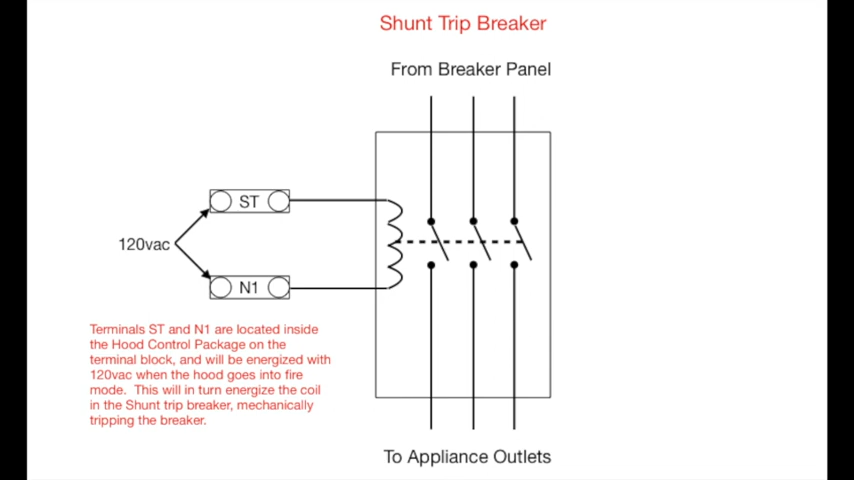 Shunt Trip Breaker
From Breaker Panel
ST
120vac
N1
Terminals ST and N1 are located inside
the Hood Control Package on the
terminal block, and will be energized with
120vac when the hood goes into fire
mode. This will in turn energize the coil
in the Shunt trip breaker, mechanically
tripping the breaker.
To Appliance Outlets